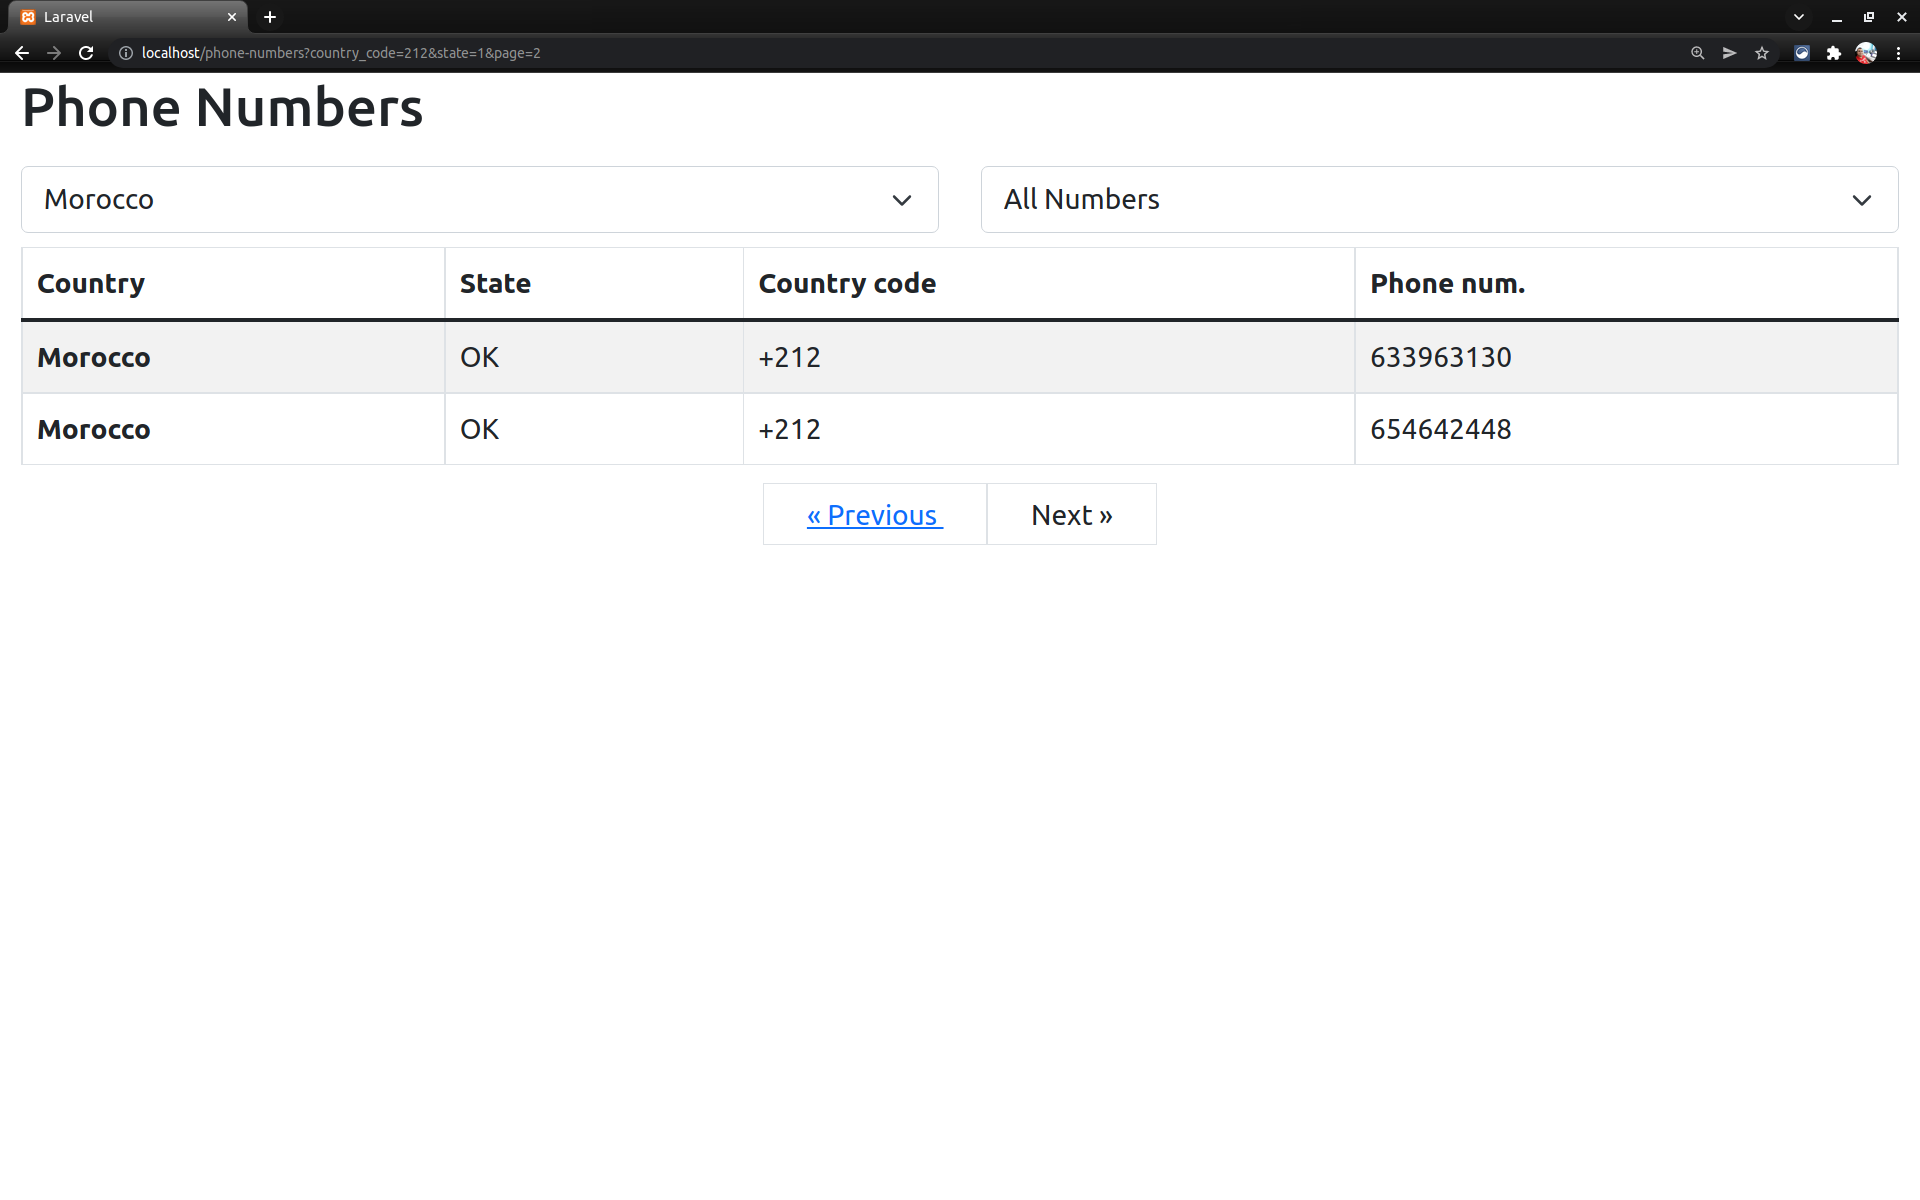 Laravel
localhost/phone-numbers?country_code=212&state=1&page=2
Phone Numbers
Morocco All Numbers
Country State Country code Phone num.
Morocco OK +212 633963130
Morocco OK +212 654642448
« Previous Next »